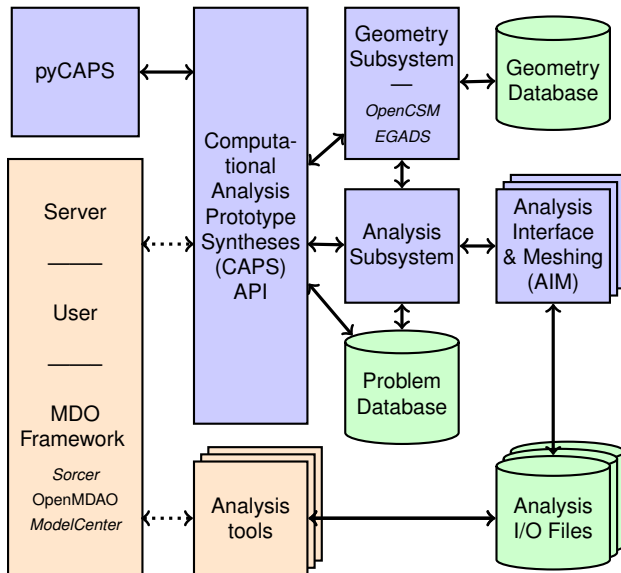 pyCAPS
Computa-
tional
Analysis
Prototype
Syntheses
(CAPS)
API
Geometry
Subsystem
—
OpenCSM
EGADS
Geometry
Database
Server
User
MDO
Framework
Sorcer
OpenMDAO
ModelCenter
Analysis
Subsystem
Analysis
Interface
& Meshing
(AIM)
Problem
Database
Analysis
tools
Analysis
I/O Files